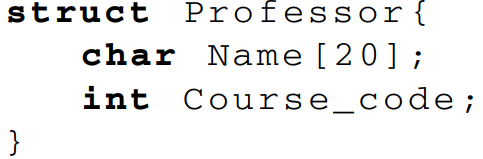 struct Professor{
char Name[20];
int Course_code;
}